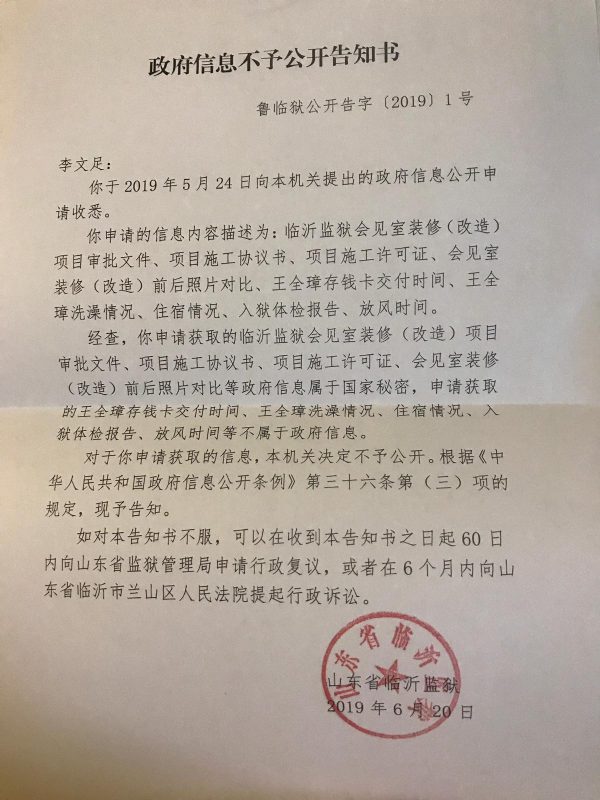 政府信息不予公开告知书
鲁临狱公开告字〔2019〕1号
李文足：
你于2019年5月24日向本机关提出的政府信息公开申
请收悉。
你申请的信息内容描述为：临沂监狱会见室装修（改造）
项目审批文件、项目施工协议书、项目施工许可证、会见室
装修（改造）前后照片对比、王全璋存钱卡交付时间、王全
璋洗澡情况、住宿情况、入狱体检报告、放风时间。
经查，你申请获取的临沂监狱会见室装修（改造）项目
审批文件、项目施工协议书、项目施工许可证、会见室装修
（改造）前后照片对比等政府信息属于国家秘密，申请获取
的王全璋存钱卡交付时间、王全璋洗澡情况、住宿情况、入
狱体检报告、放风时间等不属于政府信息。
对于你申请获取的信息，本机关决定不予公开。根据《中
华人民共和国政府信息公开条例》第三十六条第（三）项的
规定，现予告知。
如对本告知书不服，可以在收到本告知书之日起60日
内向山东省监狱管理局申请行政复议，或者在6个月内向山
东省临沂市兰山区人民法院提起行政诉讼。
山东省临沂监狱
山东省临沂监狱
2019年6月20日